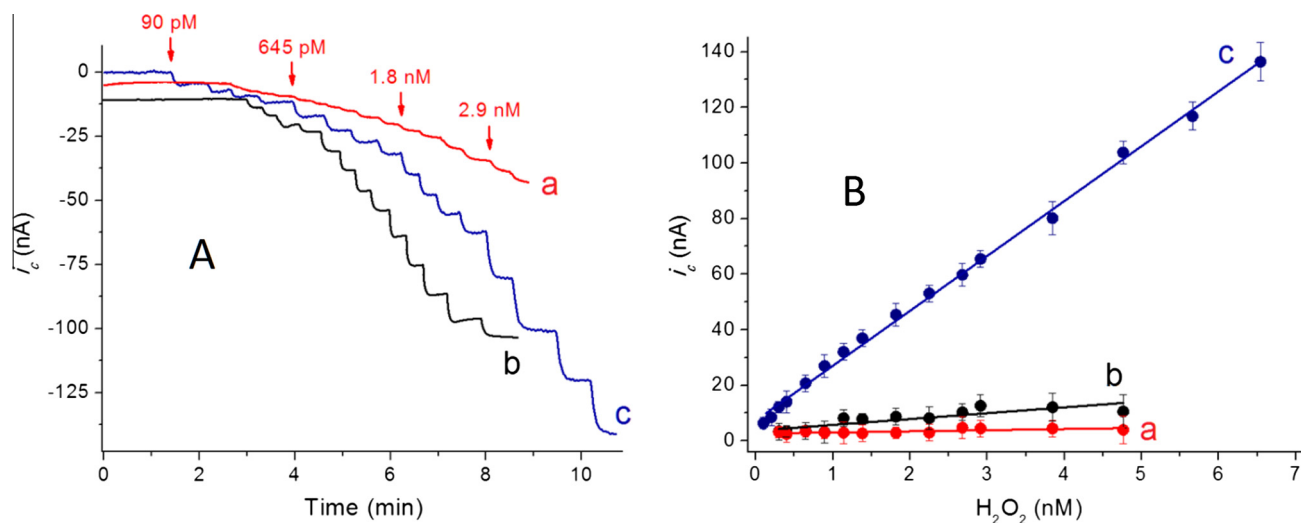 90 pM
645 pM
1.8 nM
2.9 nM
0
-25
-50
-75
-100
-125
i_c (nA)
A
a
b
c
0 2 4 6 8 10
Time (min)
140
120
100
80
60
40
20
0
i_c (nA)
B
c
b
a
0 1 2 3 4 5 6 7
H₂O₂ (nM)